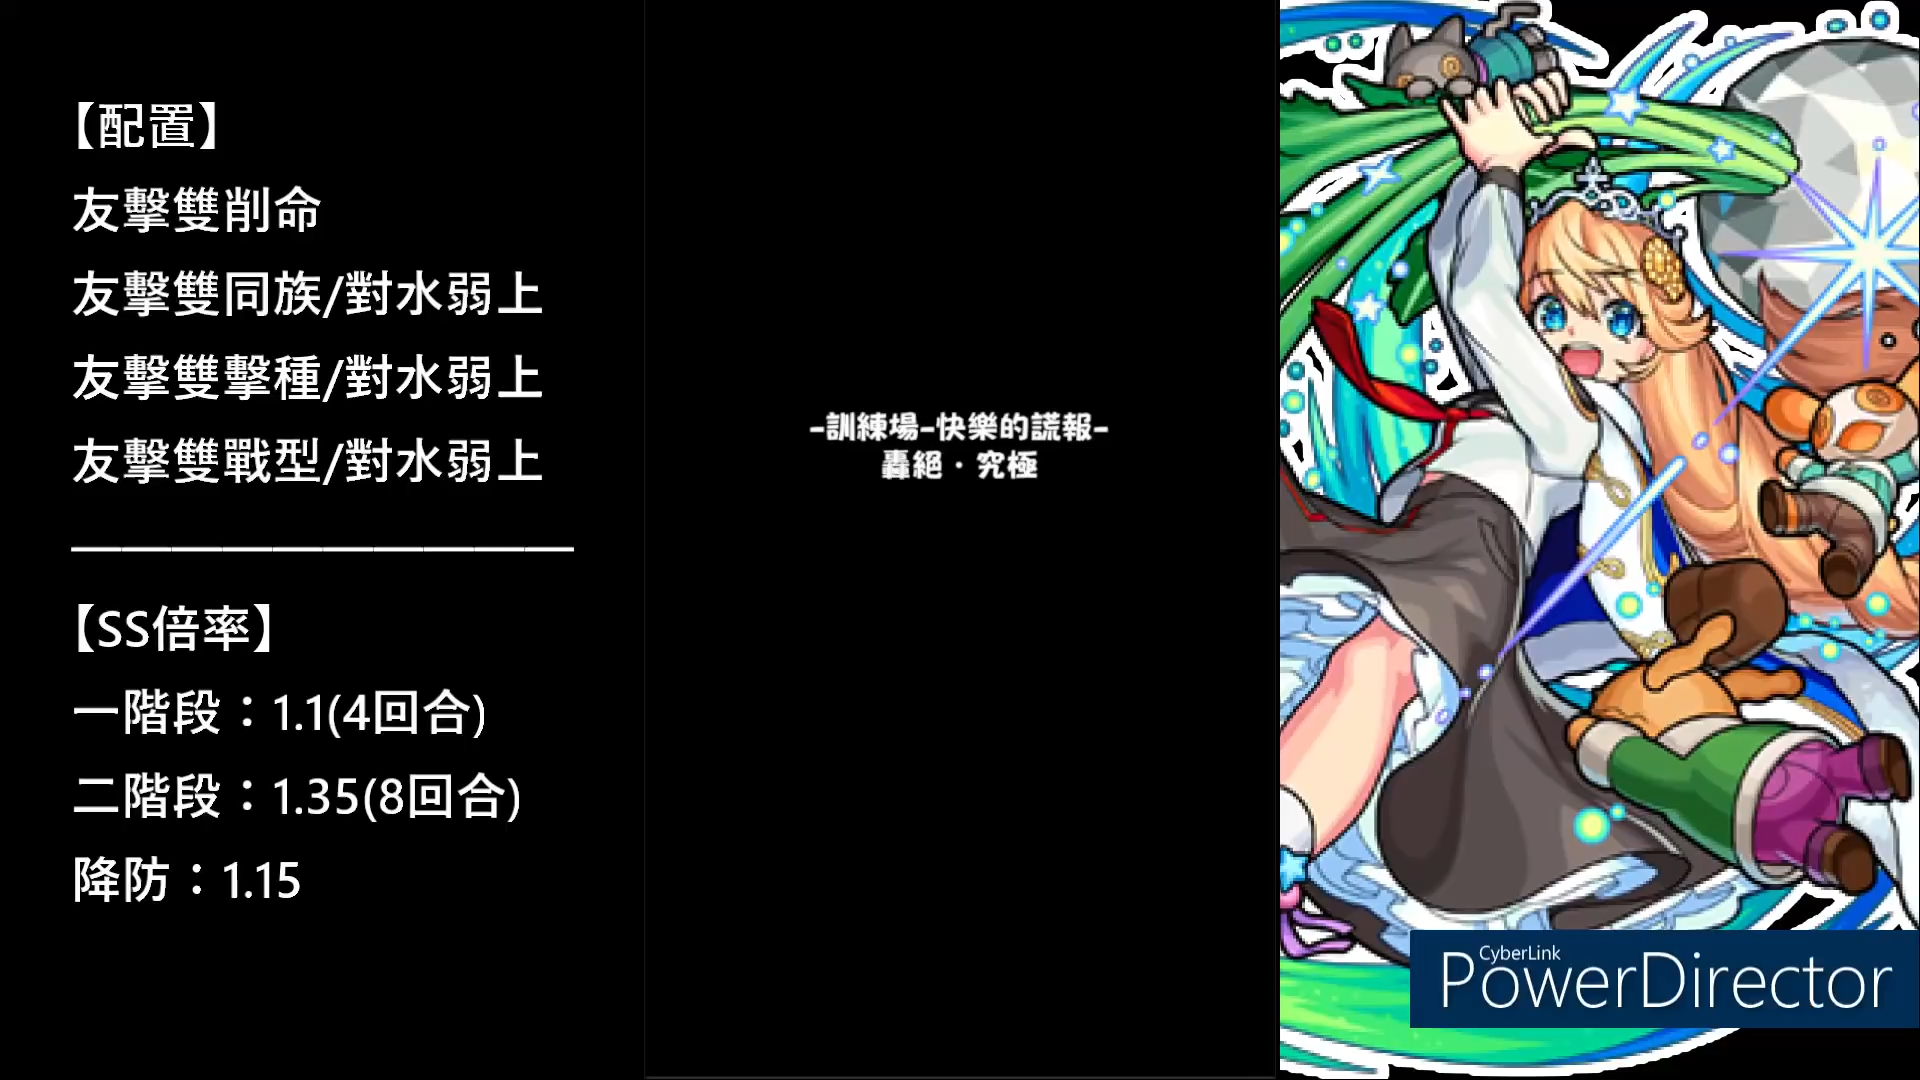 【配置】
友擊雙削命
友擊雙同族/對水弱上
友擊雙擊種/對水弱上
友擊雙戰型/對水弱上
——————————
【SS倍率】
一階段：1.1(4回合)
二階段：1.35(8回合)
降防：1.15
-訓練場-快樂的謊報-
轟絕・究極
CyberLink
PowerDirector